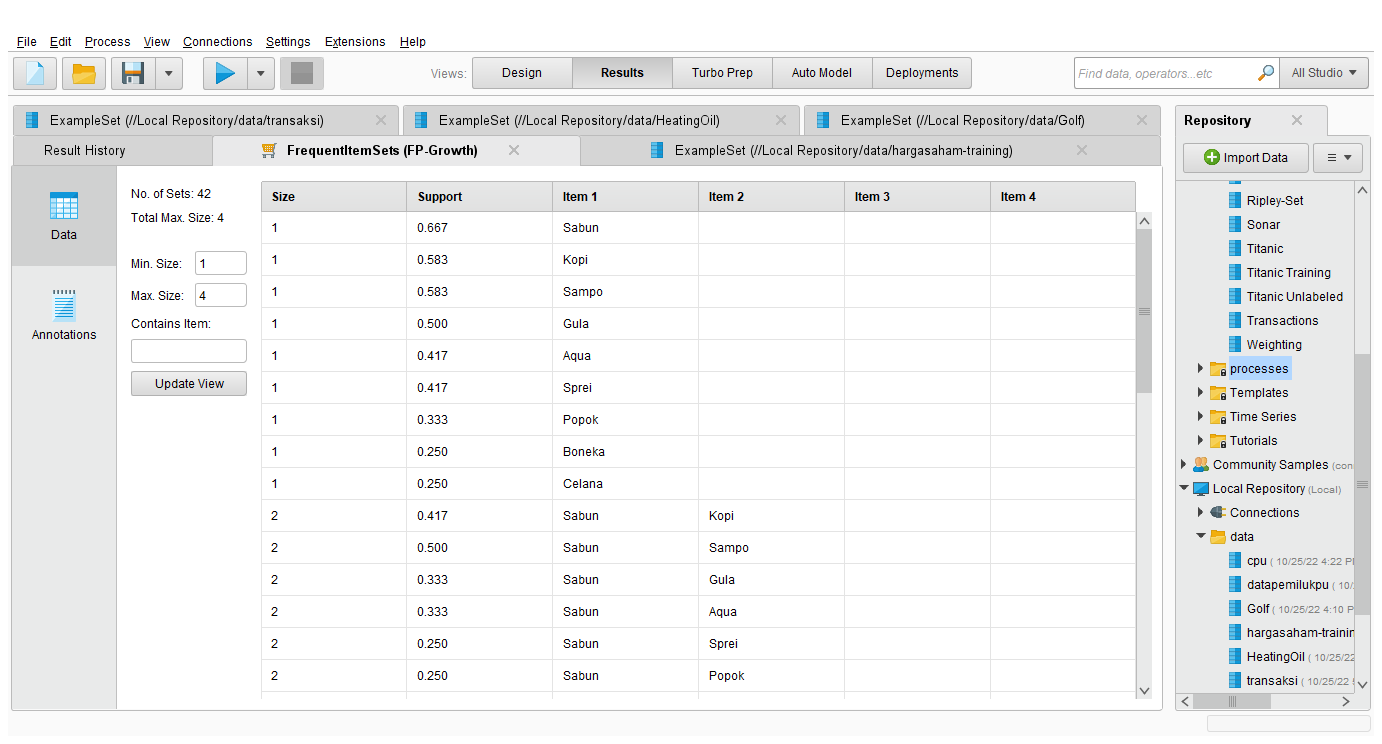 File Edit Process View Connections Settings Extensions Help
Views: Design Results Turbo Prep Auto Model Deployments Find data, operators...etc All Studio
ExampleSet (//Local Repository/data/transaksi) ExampleSet (//Local Repository/data/HeatingOil) ExampleSet (//Local Repository/data/Golf)
Result History FrequentItemSets (FP-Growth) ExampleSet (//Local Repository/data/hargasaham-training)
Data
Annotations
No. of Sets: 42
Total Max. Size: 4
Min. Size: 1
Max. Size: 4
Contains Item:
Update View
Size Support Item 1 Item 2 Item 3 Item 4
1 0.667 Sabun
1 0.583 Kopi
1 0.583 Sampo
1 0.500 Gula
1 0.417 Aqua
1 0.417 Sprei
1 0.333 Popok
1 0.250 Boneka
1 0.250 Celana
2 0.417 Sabun Kopi
2 0.500 Sabun Sampo
2 0.333 Sabun Gula
2 0.333 Sabun Aqua
2 0.250 Sabun Sprei
2 0.250 Sabun Popok
Repository
Import Data
Ripley-Set
Sonar
Titanic
Titanic Training
Titanic Unlabeled
Transactions
Weighting
processes
Templates
Time Series
Tutorials
Community Samples (con
Local Repository (Local)
Connections
data
cpu ( 10/25/22 4:22 P
datapemilukpu ( 10/
Golf ( 10/25/22 4:10 P
hargasaham-trainin
HeatingOil ( 10/25/22
transaksi ( 10/25/22